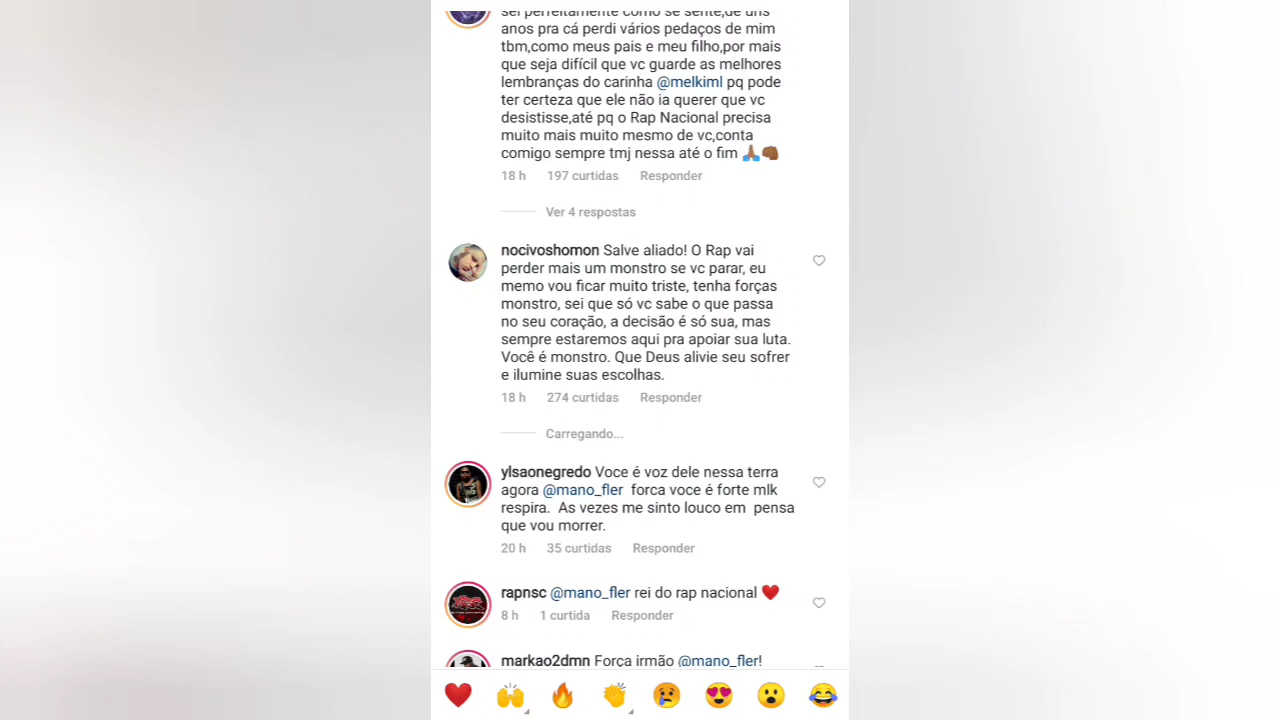 sei perfeitamente como se sente,de uns
anos pra cá perdi vários pedaços de mim
tbm,como meus pais e meu filho,por mais
que seja difícil que vc guarde as melhores
lembranças do carinha @melkiml pq pode
ter certeza que ele não ia querer que vc
desistisse,até pq o Rap Nacional precisa
muito mais muito mesmo de vc,conta
comigo sempre tmj nessa até o fim 🙏🏾👊🏾
18 h 197 curtidas Responder
Ver 4 respostas
nocivoshomon Salve aliado! O Rap vai
perder mais um monstro se vc parar, eu
memo vou ficar muito triste, tenha forças
monstro, sei que só vc sabe o que passa
no seu coração, a decisão é só sua, mas
sempre estaremos aqui pra apoiar sua luta.
Você é monstro. Que Deus alivie seu sofrer
e ilumine suas escolhas.
18 h 274 curtidas Responder
Carregando...
ylsaonegredo Voce é voz dele nessa terra
agora @mano_fler forca voce é forte mlk
respira. As vezes me sinto louco em pensa
que vou morrer.
20 h 35 curtidas Responder
rapnsc @mano_fler rei do rap nacional ❤️
8 h 1 curtida Responder
markao2dmn Força irmão @mano_fler!